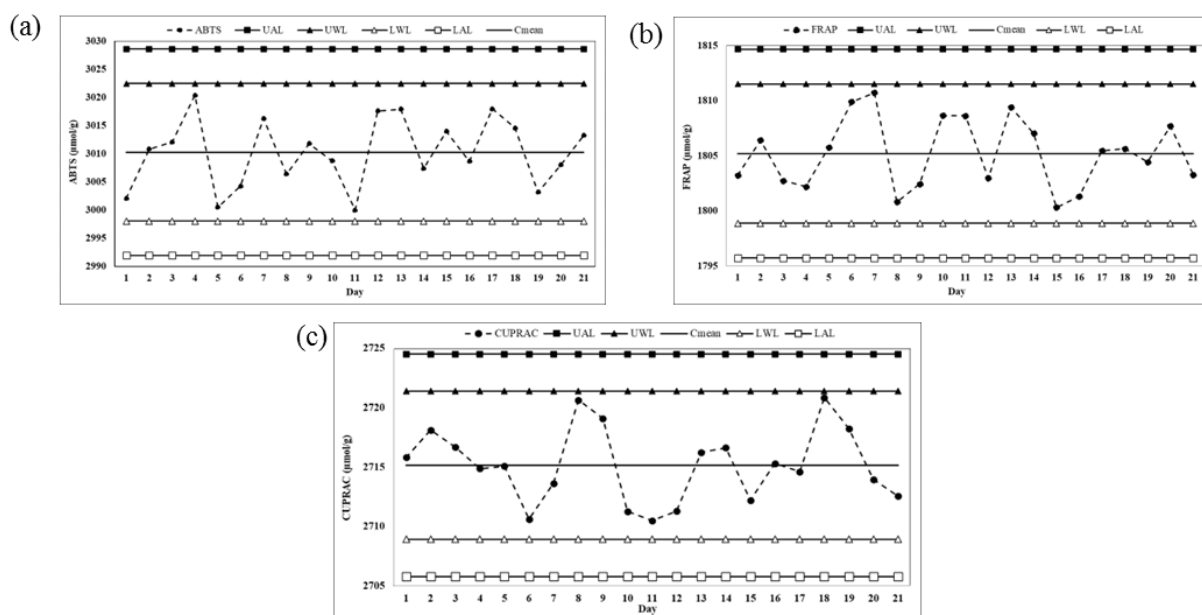 (a)
ABTS UAL UWL LWL LAL Cmean
3030
3025
3020
3015
3010
3005
3000
2995
2990
ABTS (µmol/g)
1 2 3 4 5 6 7 8 9 10 11 12 13 14 15 16 17 18 19 20 21
Day
(b)
FRAP UAL UWL Cmean LWL LAL
1815
1810
1805
1800
1795
FRAP (µmol/g)
1 2 3 4 5 6 7 8 9 10 11 12 13 14 15 16 17 18 19 20 21
Day
(c)
CUPRAC UAL UWL Cmean LWL LAL
2725
2720
2715
2710
2705
CUPRAC (µmol/g)
1 2 3 4 5 6 7 8 9 10 11 12 13 14 15 16 17 18 19 20 21
Day